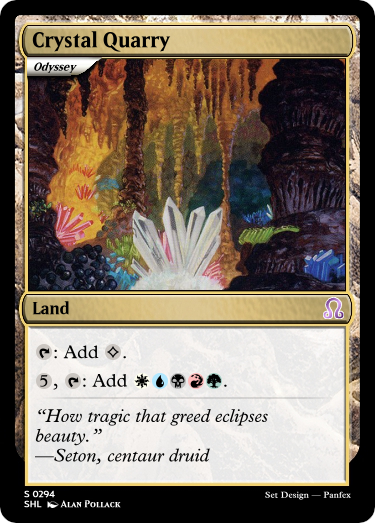 Crystal Quarry
Odyssey
Land
: Add .
5, : Add .
“How tragic that greed eclipses
beauty.”
—Seton, centaur druid
S 0294
SHL Alan Pollack
Set Design — Panfex